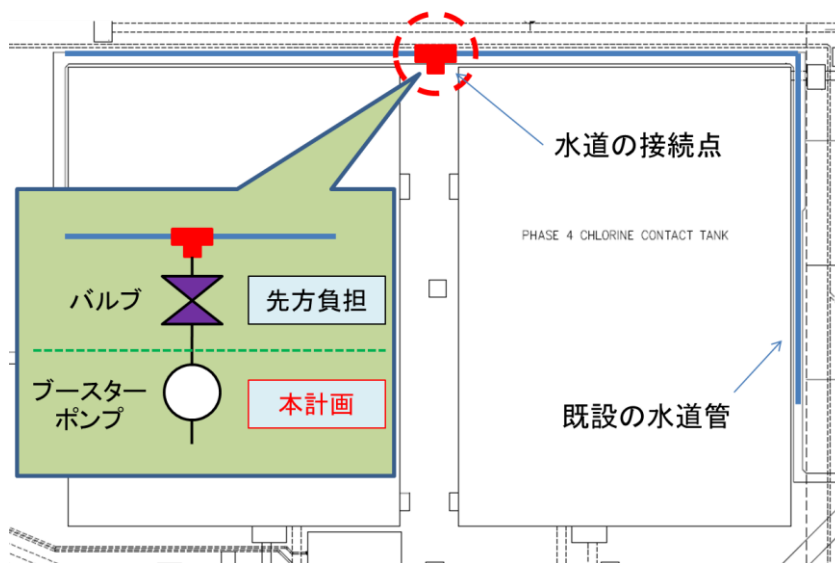 水道の接続点
PHASE 4 CHLORINE CONTACT TANK
バルブ
先方負担
ブースター
ポンプ
本計画
既設の水道管